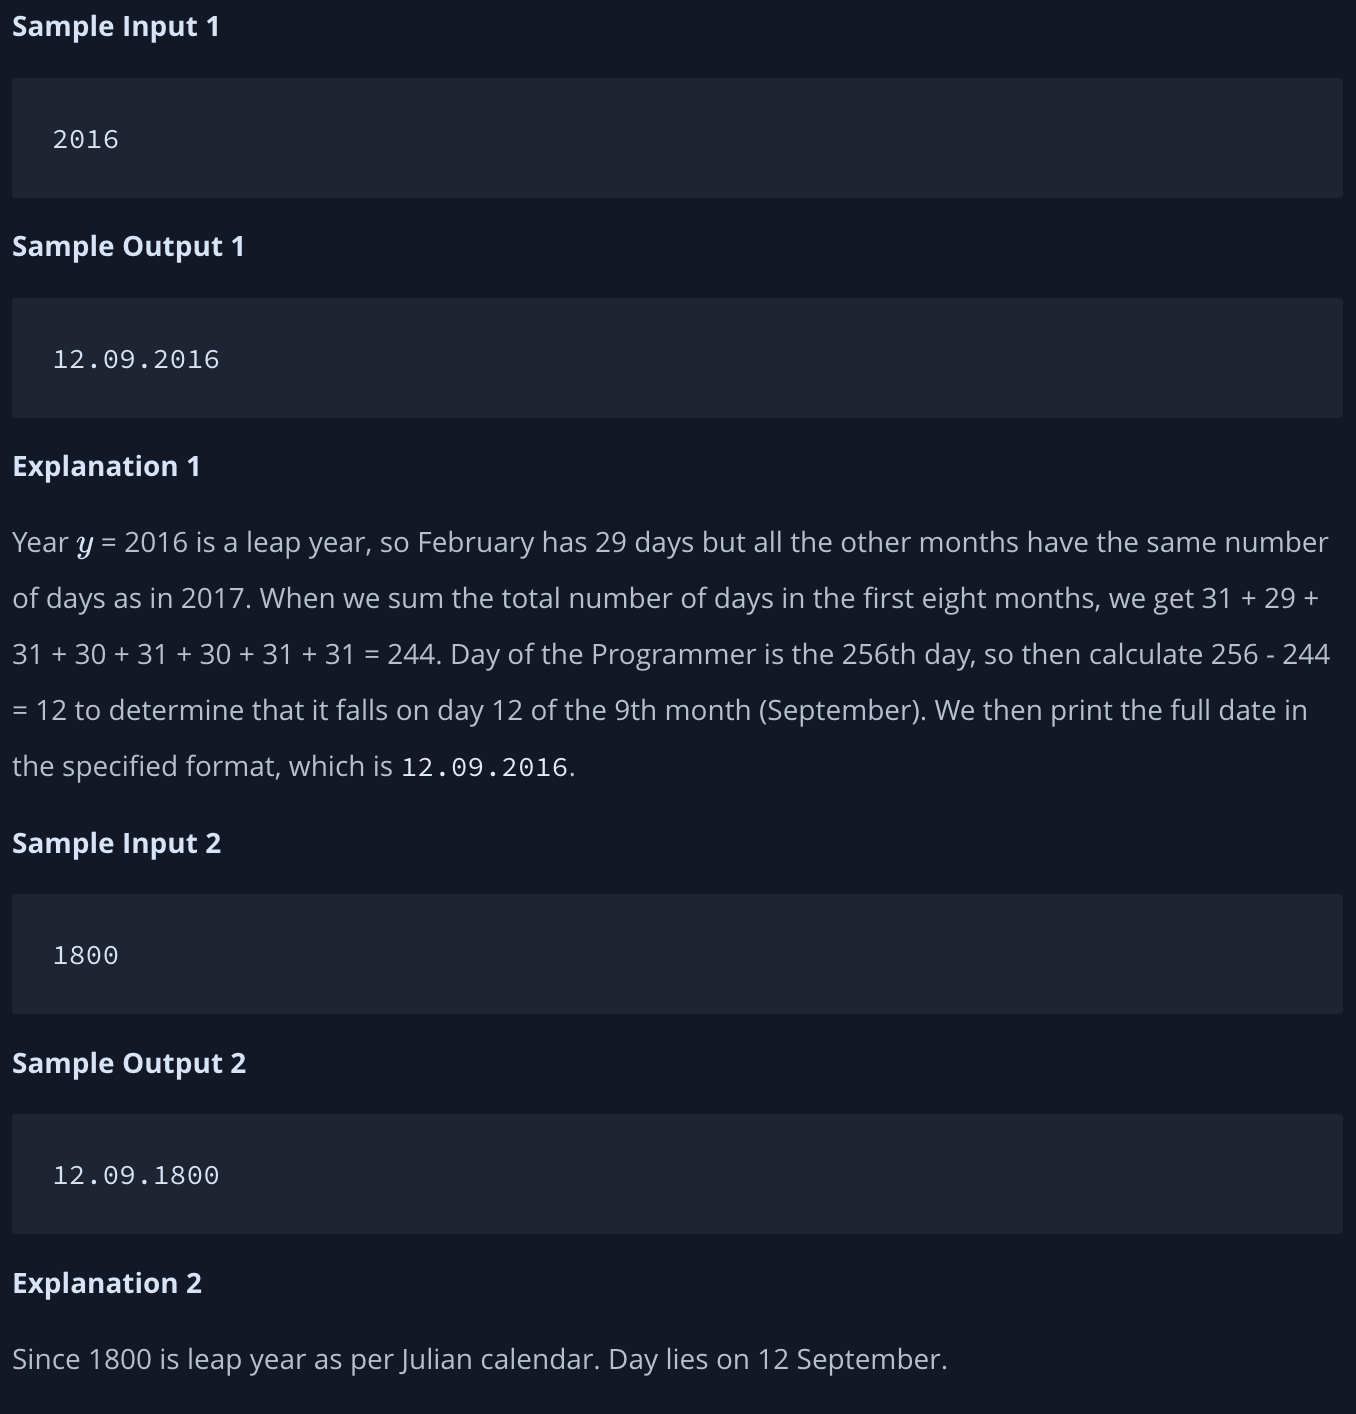 Sample Input 1
2016
Sample Output 1
12.09.2016
Explanation 1
Year y = 2016 is a leap year, so February has 29 days but all the other months have the same number
of days as in 2017. When we sum the total number of days in the first eight months, we get 31 + 29 +
31 + 30 + 31 + 30 + 31 + 31 = 244. Day of the Programmer is the 256th day, so then calculate 256 - 244
= 12 to determine that it falls on day 12 of the 9th month (September). We then print the full date in
the specified format, which is 12.09.2016.
Sample Input 2
1800
Sample Output 2
12.09.1800
Explanation 2
Since 1800 is leap year as per Julian calendar. Day lies on 12 September.